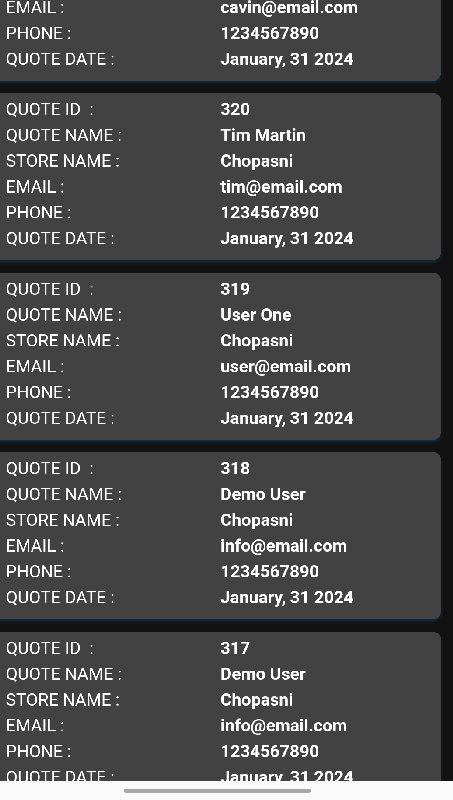 EMAIL : cavin@email.com
PHONE : 1234567890
QUOTE DATE : January, 31 2024
QUOTE ID : 320
QUOTE NAME : Tim Martin
STORE NAME : Chopasni
EMAIL : tim@email.com
PHONE : 1234567890
QUOTE DATE : January, 31 2024
QUOTE ID : 319
QUOTE NAME : User One
STORE NAME : Chopasni
EMAIL : user@email.com
PHONE : 1234567890
QUOTE DATE : January, 31 2024
QUOTE ID : 318
QUOTE NAME : Demo User
STORE NAME : Chopasni
EMAIL : info@email.com
PHONE : 1234567890
QUOTE DATE : January, 31 2024
QUOTE ID : 317
QUOTE NAME : Demo User
STORE NAME : Chopasni
EMAIL : info@email.com
PHONE : 1234567890
QUOTE DATE : January, 31 2024